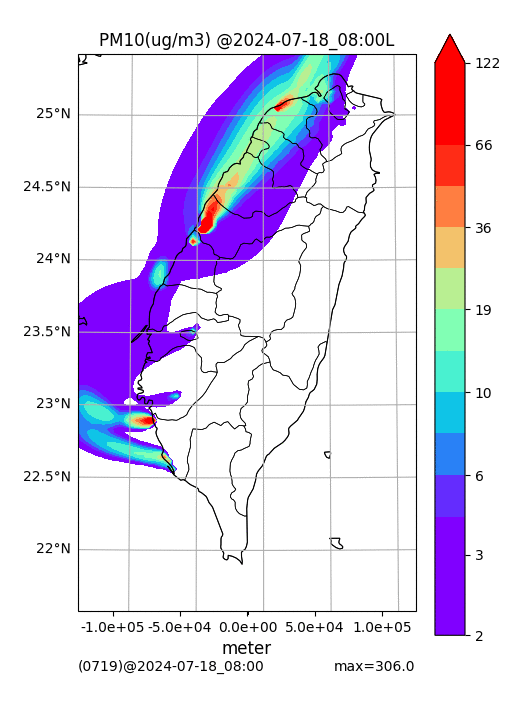 PM10(ug/m3) @2024-07-18_08:00L
122
25°N
66
24.5°N
36
24°N
19
23.5°N
10
23°N
6
22.5°N
3
22°N
2
-1.0e+05 -5.0e+04 0.0e+00 5.0e+04 1.0e+05
meter
(0719)@2024-07-18_08:00 max=306.0